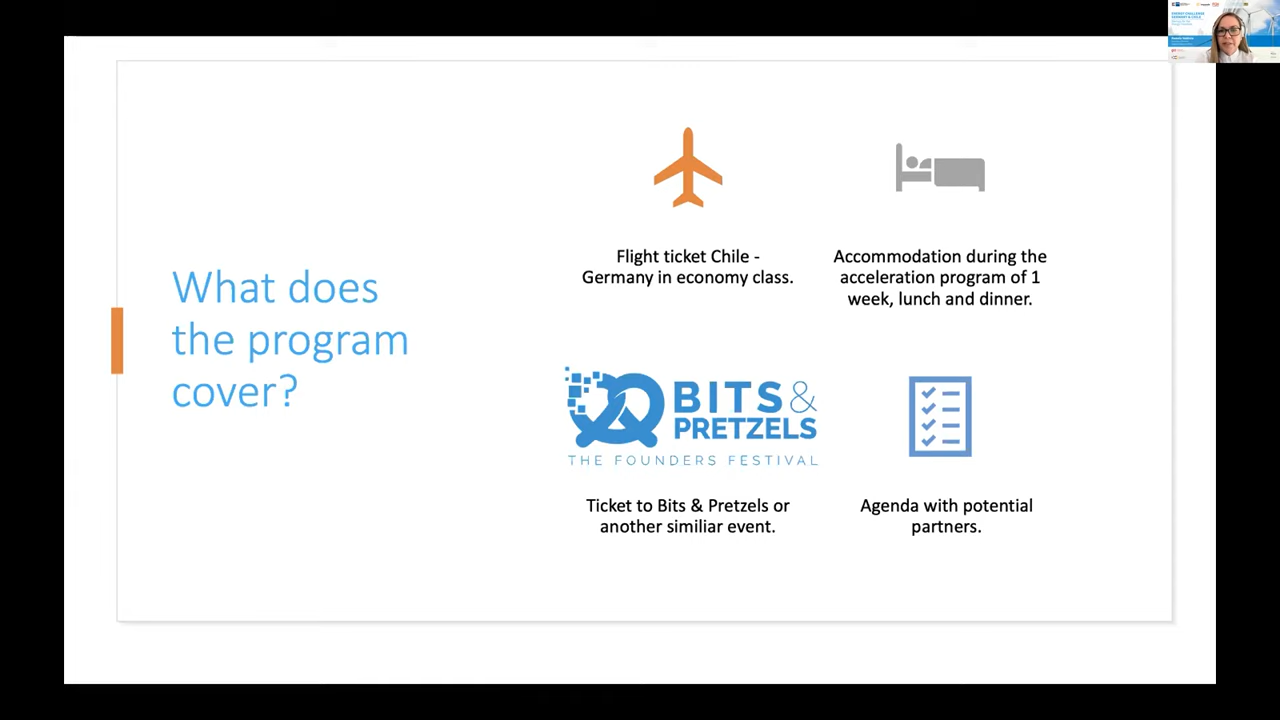 What does
the program
cover?
Flight ticket Chile -
Germany in economy class.
Accommodation during the
acceleration program of 1
week, lunch and dinner.
BITS &
PRETZELS
THE FOUNDERS FESTIVAL
Ticket to Bits & Pretzels or
another similiar event.
Agenda with potential
partners.